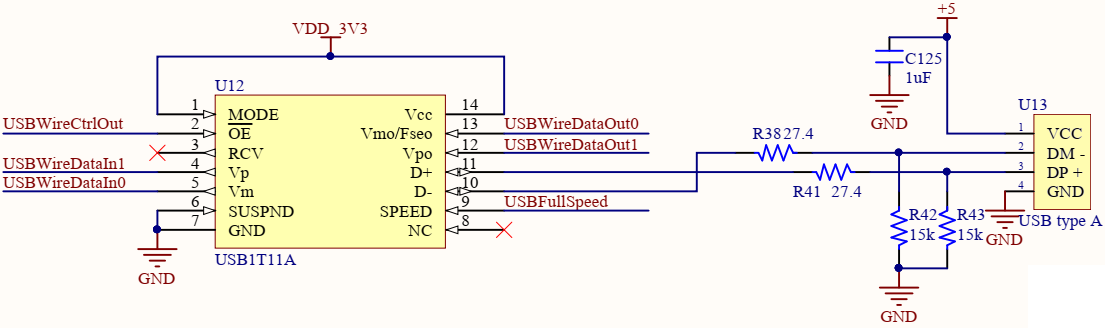 VDD_3V3
+5
C125
1uF
GND
U12
1 MODE Vcc 14
USBWireCtrlOut 2 OE Vmo/Fseo 13 USBWireDataOut0
3 RCV Vpo 12 USBWireDataOut1
USBWireDataIn1 4 Vp D+ 11
USBWireDataIn0 5 Vm D- 10
6 SUSPND SPEED 9 USBFullSpeed
7 GND NC 8
GND
USB1T11A
R38 27.4
R41 27.4
R42
15k
R43
15k
GND
U13
1 VCC
2 DM -
3 DP +
4 GND
GND
USB type A